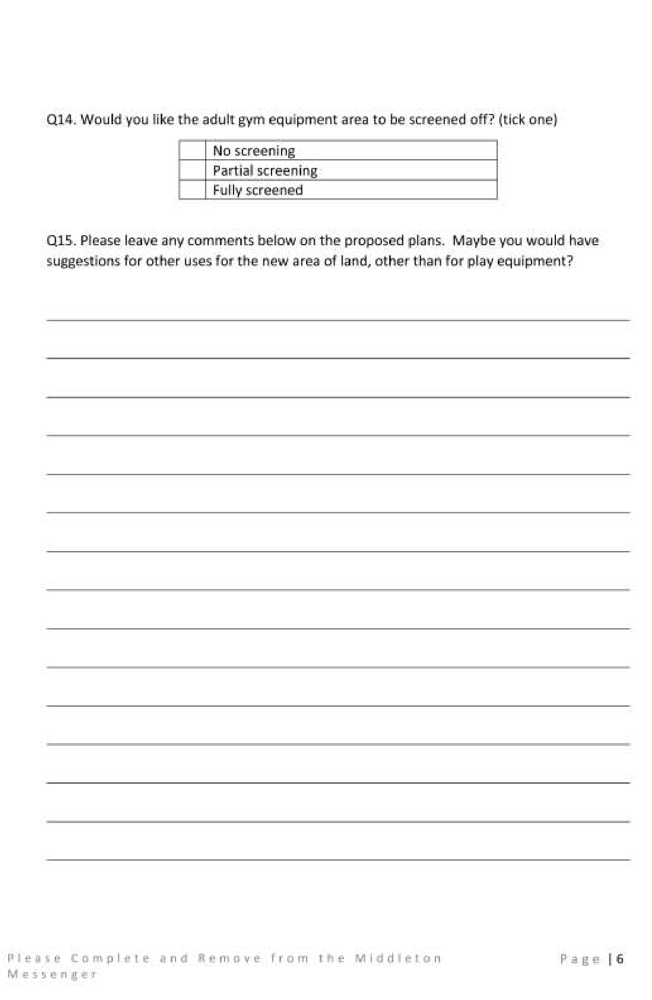 Q14. Would you like the adult gym equipment area to be screened off? (tick one)
No screening
Partial screening
Fully screened
Q15. Please leave any comments below on the proposed plans.  Maybe you would have
suggestions for other uses for the new area of land, other than for play equipment?
Please Complete and Remove from the Middleton
Messenger
Page | 6